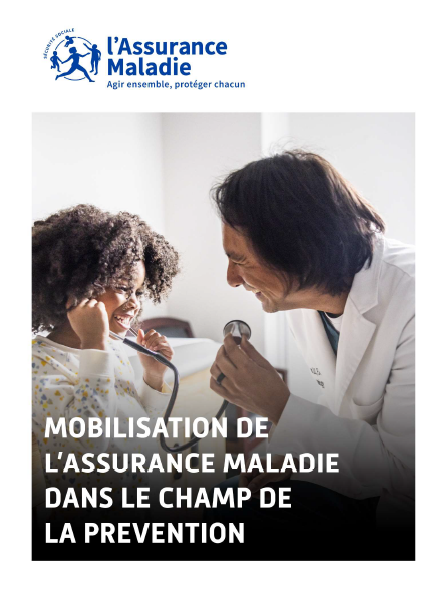 SÉCURITÉ SOCIALE
l'Assurance
Maladie
Agir ensemble, protéger chacun
MOBILISATION DE
L'ASSURANCE MALADIE
DANS LE CHAMP DE
LA PREVENTION